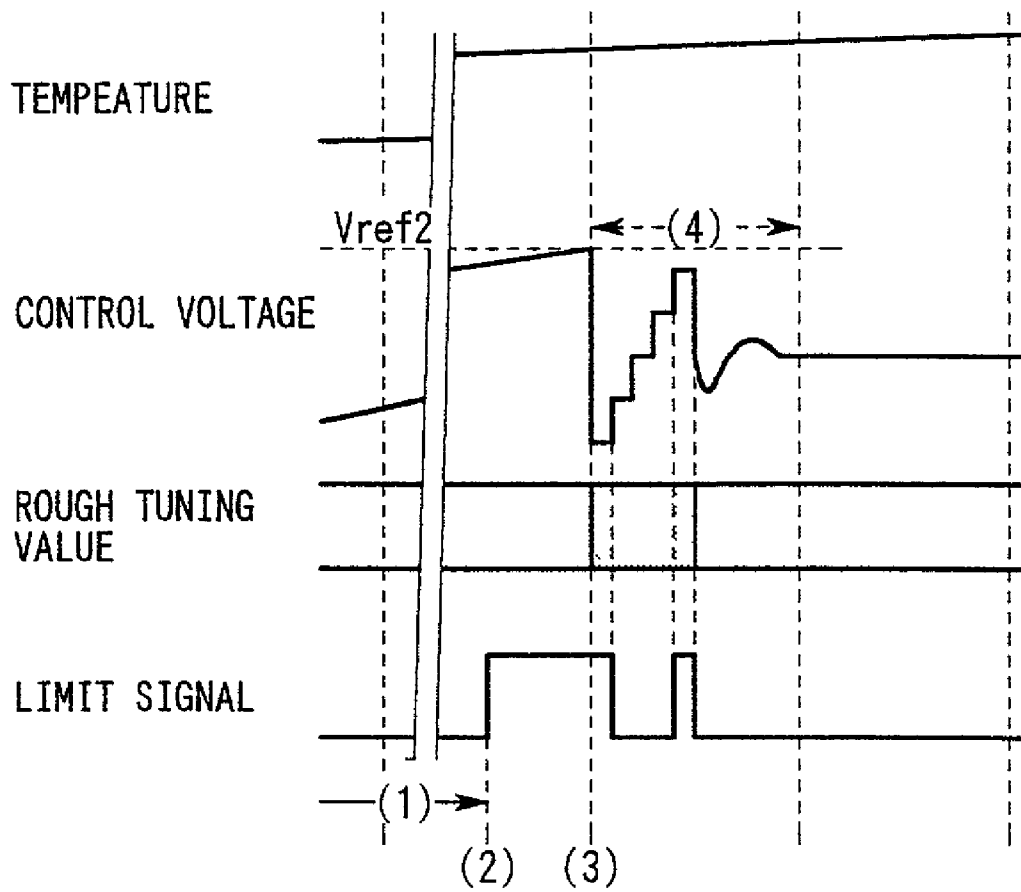 TEMPEATURE
Vref2
(4)
CONTROL VOLTAGE
ROUGH TUNING
VALUE
LIMIT SIGNAL
(1)
(2)
(3)